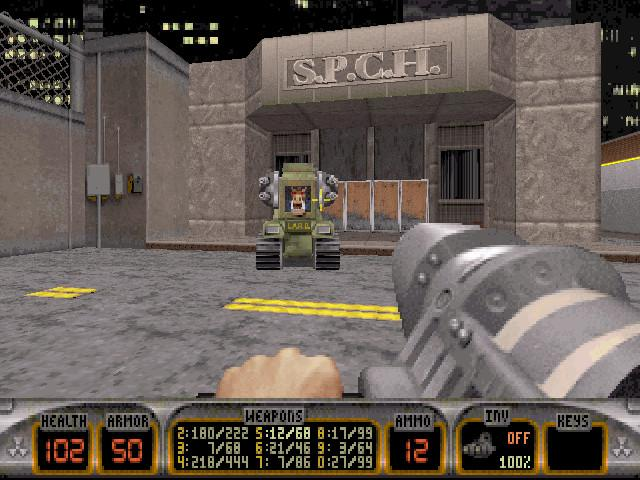 S.P.C.H.
L.A.R.D.
HEALTH ARMOR WEAPONS AMMO INV KEYS
2:180/222 5:12/68 8:17/99
3: 7/68 6:21/46 9: 3/64
4:218/444 7: 7/86 0:27/99
102 50 12 OFF
100%